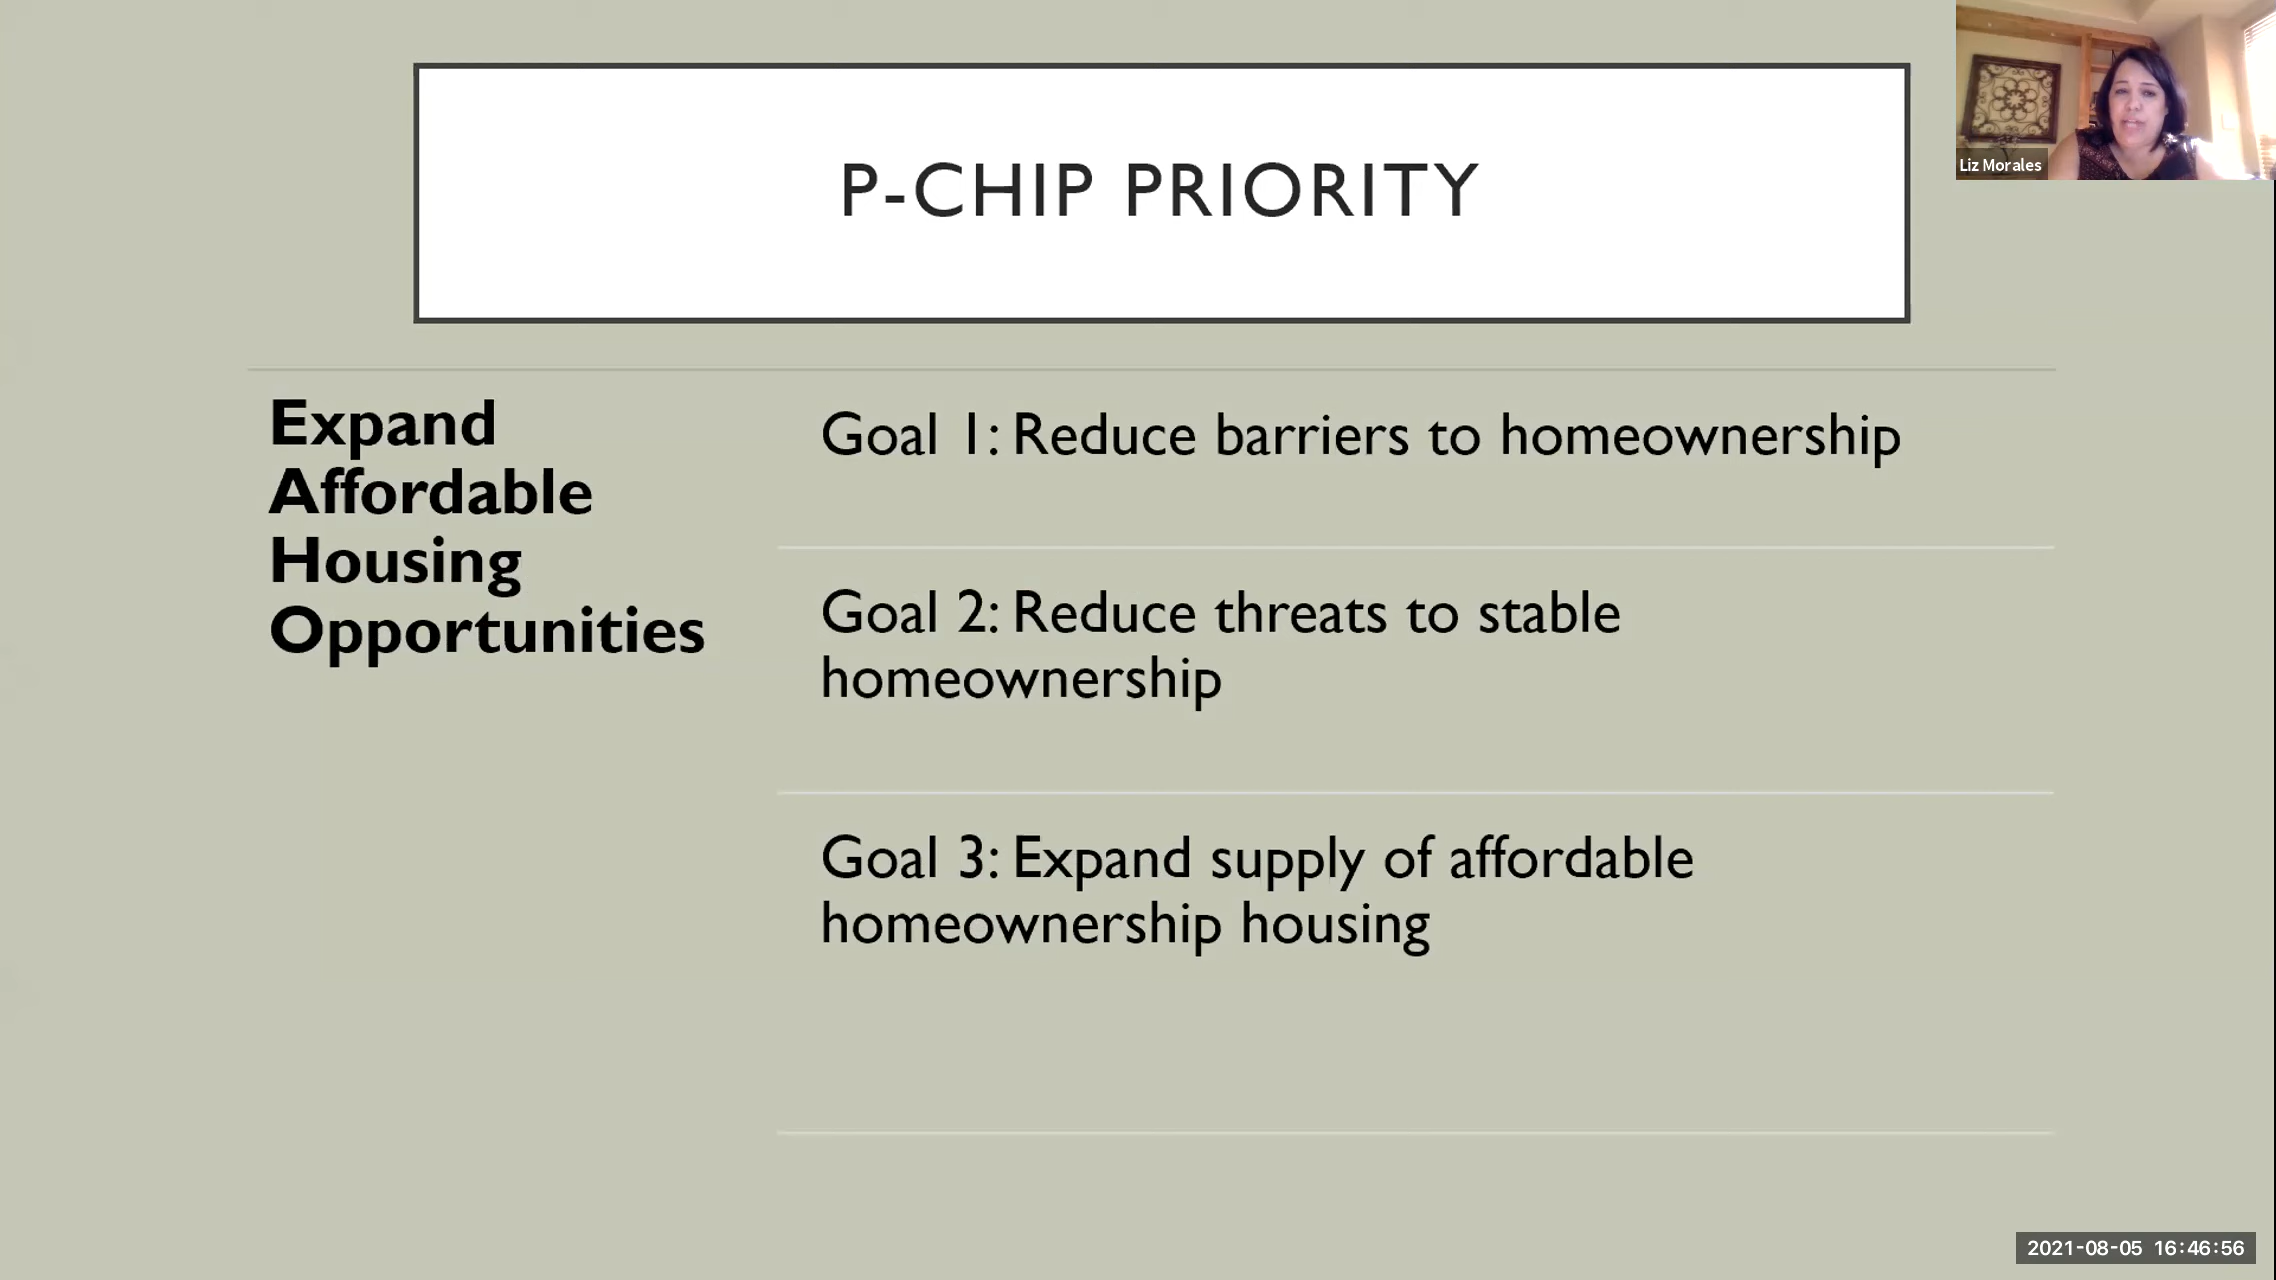 P-CHIP PRIORITY
Liz Morales
Expand
Affordable
Housing
Opportunities
Goal 1: Reduce barriers to homeownership
Goal 2: Reduce threats to stable
homeownership
Goal 3: Expand supply of affordable
homeownership housing
2021-08-05 16:46:56